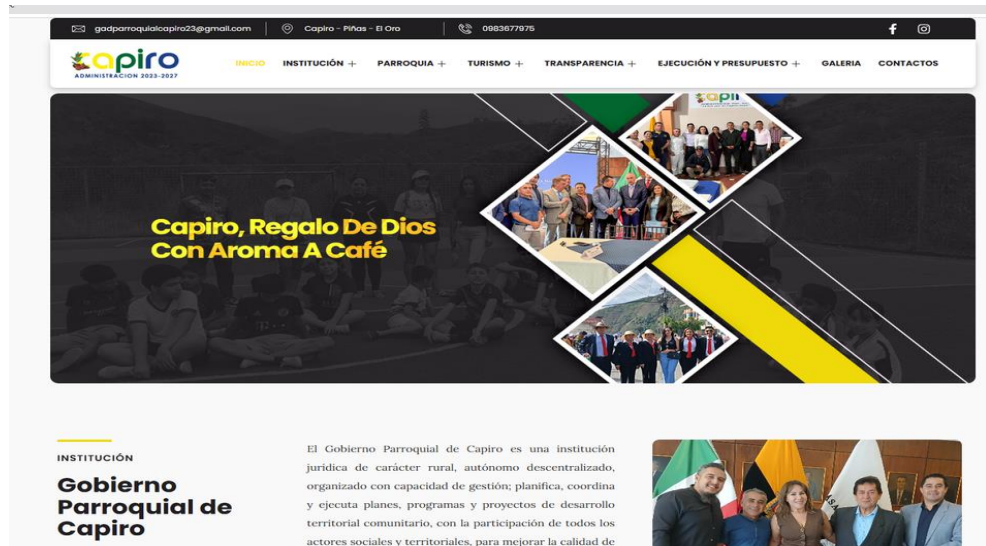 gadparroquialcapiro23@gmail.com
Capiro - Piñas - El Oro
0983677975
Capiro
ADMINISTRACION 2023-2027
INICIO
INSTITUCIÓN +
PARROQUIA +
TURISMO +
TRANSPARENCIA +
EJECUCIÓN Y PRESUPUESTO +
GALERIA
CONTACTOS
Capiro, Regalo De Dios
Con Aroma A Café
INSTITUCIÓN
Gobierno
Parroquial de
Capiro
El Gobierno Parroquial de Capiro es una institución
jurídica de carácter rural, autónomo descentralizado,
organizado con capacidad de gestión; planifica, coordina
y ejecuta planes, programas y proyectos de desarrollo
territorial comunitario, con la participación de todos los
actores sociales y territoriales, para mejorar la calidad de